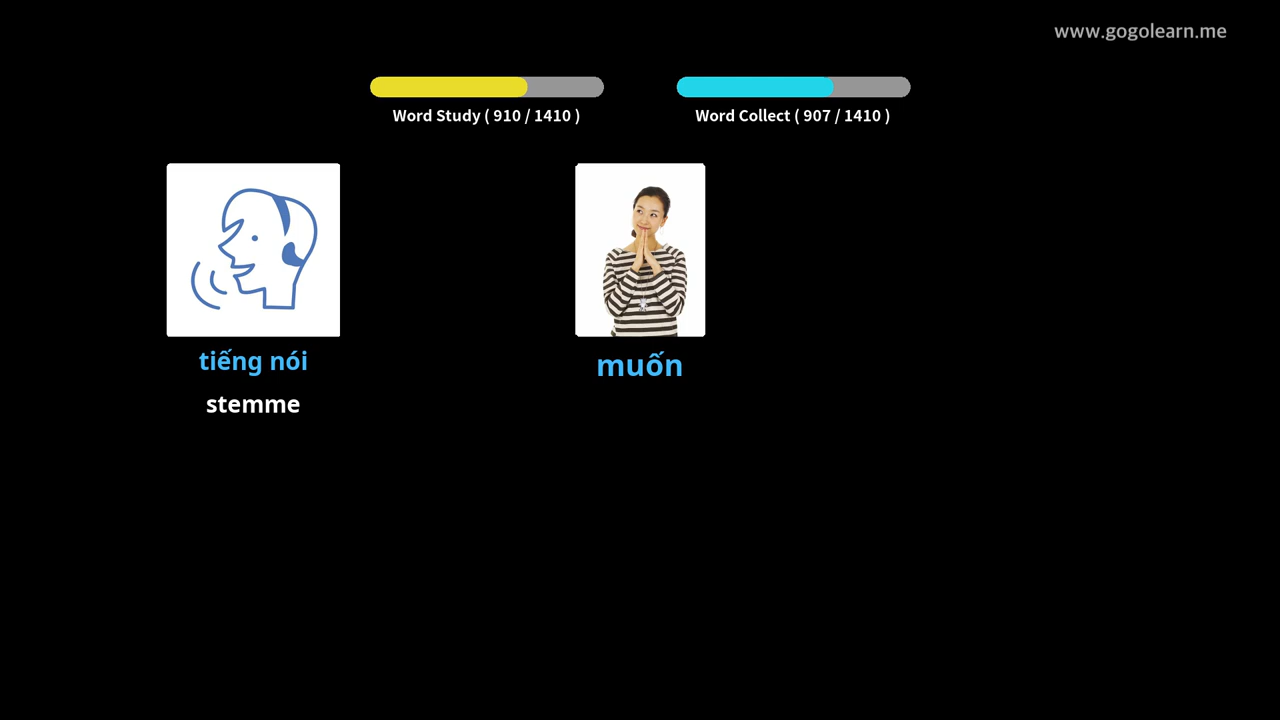 www.gogolearn.me
Word Study ( 910 / 1410 )
Word Collect ( 907 / 1410 )
tiếng nói
stemme
muốn